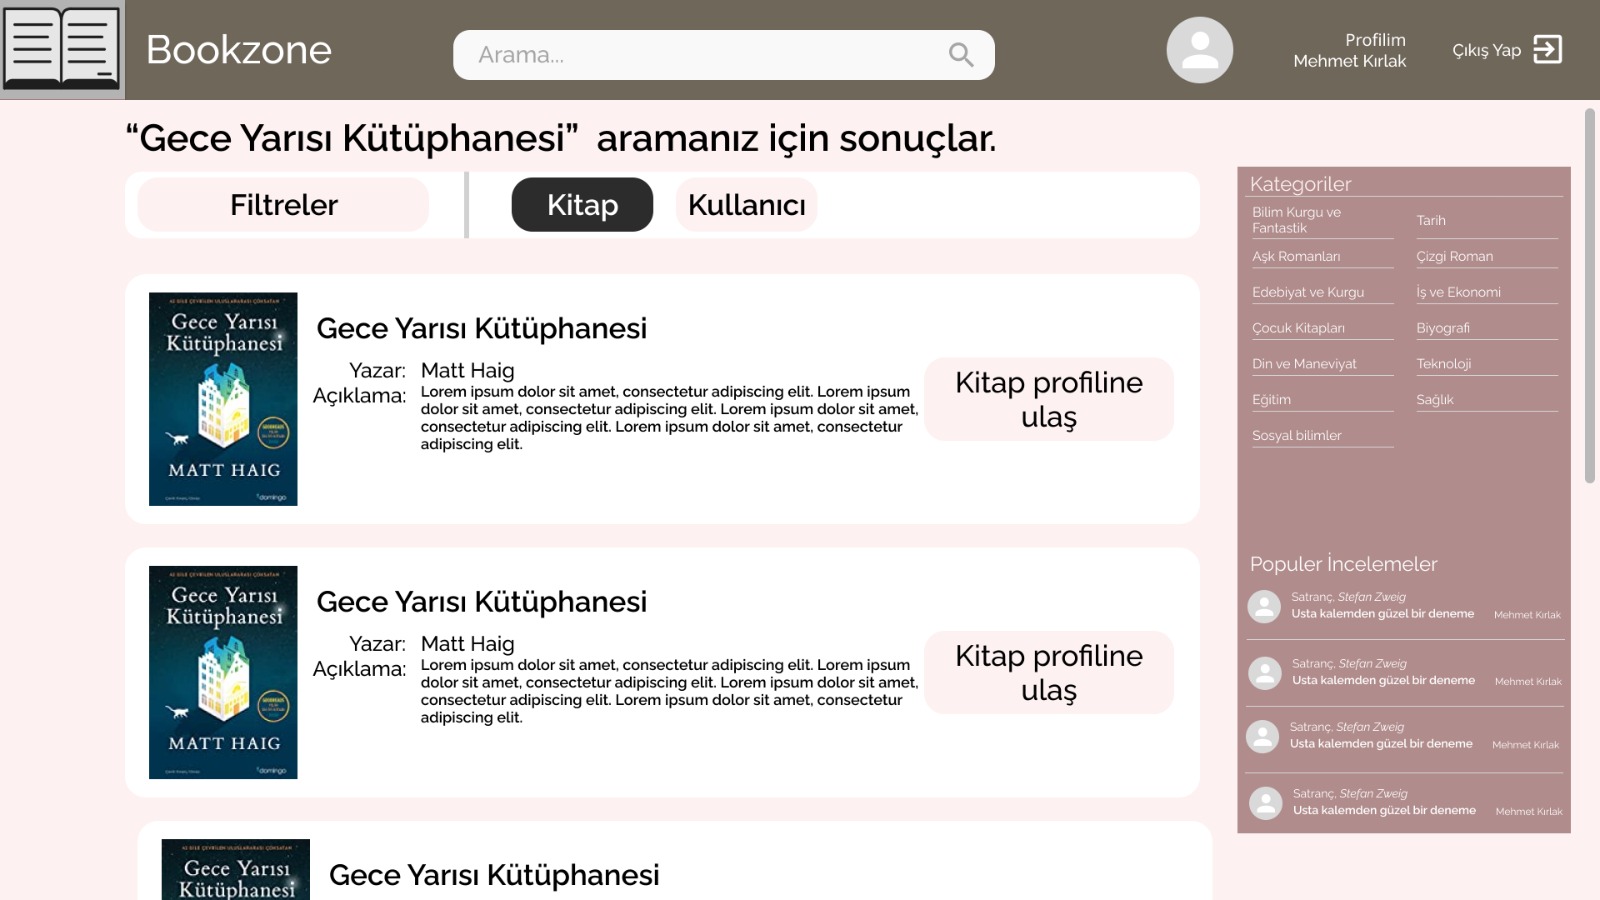 Bookzone
Arama...
Profilim
Mehmet Kırlak
Çıkış Yap
“Gece Yarısı Kütüphanesi” aramanız için sonuçlar.
Filtreler
Kitap
Kullanıcı
Gece Yarısı
Kütüphanesi
MATT HAIG
domingo
Gece Yarısı Kütüphanesi
Yazar: Matt Haig
Açıklama: Lorem ipsum dolor sit amet, consectetur adipiscing elit. Lorem ipsum
dolor sit amet, consectetur adipiscing elit. Lorem ipsum dolor sit amet,
consectetur adipiscing elit. Lorem ipsum dolor sit amet, consectetur
adipiscing elit.
Kitap profiline
ulaş
Gece Yarısı
Kütüphanesi
MATT HAIG
domingo
Gece Yarısı Kütüphanesi
Yazar: Matt Haig
Açıklama: Lorem ipsum dolor sit amet, consectetur adipiscing elit. Lorem ipsum
dolor sit amet, consectetur adipiscing elit. Lorem ipsum dolor sit amet,
consectetur adipiscing elit. Lorem ipsum dolor sit amet, consectetur
adipiscing elit.
Kitap profiline
ulaş
Gece Yarısı
Kütüphanesi
Gece Yarısı Kütüphanesi
Kategoriler
Bilim Kurgu ve
Fantastik
Tarih
Aşk Romanları
Çizgi Roman
Edebiyat ve Kurgu
İş ve Ekonomi
Çocuk Kitapları
Biyografi
Din ve Maneviyat
Teknoloji
Eğitim
Sağlık
Sosyal bilimler
Populer İncelemeler
Satranç, Stefan Zweig
Usta kalemden güzel bir deneme Mehmet Kırlak
Satranç, Stefan Zweig
Usta kalemden güzel bir deneme Mehmet Kırlak
Satranç, Stefan Zweig
Usta kalemden güzel bir deneme Mehmet Kırlak
Satranç, Stefan Zweig
Usta kalemden güzel bir deneme Mehmet Kırlak